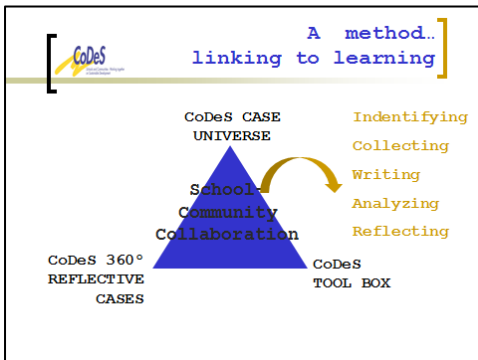 A method…
linking to learning
CoDeS
CoDeS CASE
UNIVERSE
Indentifying
Collecting
Writing
Analyzing
Reflecting
School-
Community
Collaboration
CoDeS 360°
REFLECTIVE
CASES
CoDeS
TOOL BOX